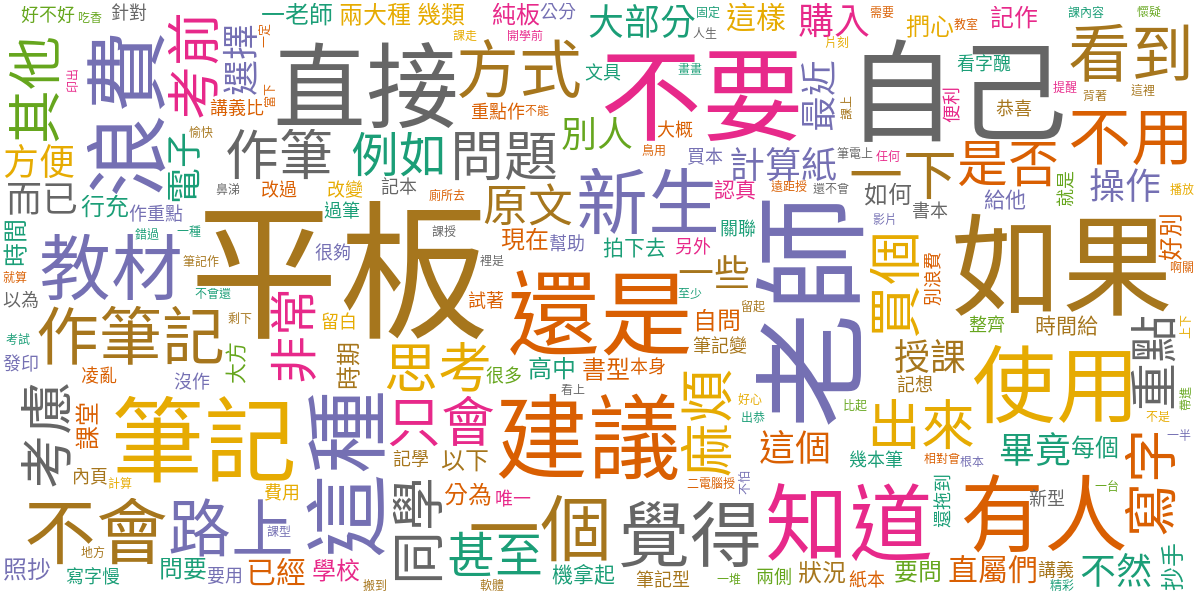 好不好
吃香
針對
一老師
兩大種
幾類
純板
公分
大部分
固定
這樣
購入
需要
捫心
教室
記作
課內容
懷疑
其他
浪費
考前
選擇
一定
直接
方式
課走
開學前
不要
人生
片刻
最近
自己
看字醜
看到
印出
留下
講義比
文具
畫畫
重點作
不能
課上
便利
提醒
背著
這裡
恭喜
愉快
別人
大概
不用
方便
電子
作筆
例如
問題
鳥用
買本
計算紙
筆電上
任何
一下
是否
而已
鼻涕
改過
改變
記本
廁所去
原文
新生
認真
遠距授
還不會
如何
就是
操作
播放
行充
作重點
過筆
給他
書本
影片
時間
錯過
一種
課授
關聯
教材
平板
很夠
現在
幫助
拍下去
另外
老師
買個
如果
好別
筆記作
裡是
就算
一些
別浪費
啊關
以為
不會還
非常
試著
還是
至少
留起
作筆記
剩下
留白
自問
整齊
時間給
上下
考試
筆記變
重點
發印
大方
時期
思考
高中
書型
本身
授課
凌亂
沒作
很多
看上
記想
使用
帶進
考慮
課堂
筆記
這種
只會
建議
麻煩
好心
出恭
比起
出來
不是
一半
這個
畢竟
每個
寫字
內頁
計算
記學
以下
幾本筆
相對會
根本
費用
分為
唯一
二電腦授
不怕
還拖到
一台
不會
路上
課型
同學
一個
覺得
知道
有人
新型
地方
甚至
照抄
寫字慢
問要
要用
已經
學校
搬到
機拿起
軟體
筆記型
一堆
兩側
狀況
紙本
要問
直屬們
講義
精彩
不然
抄手